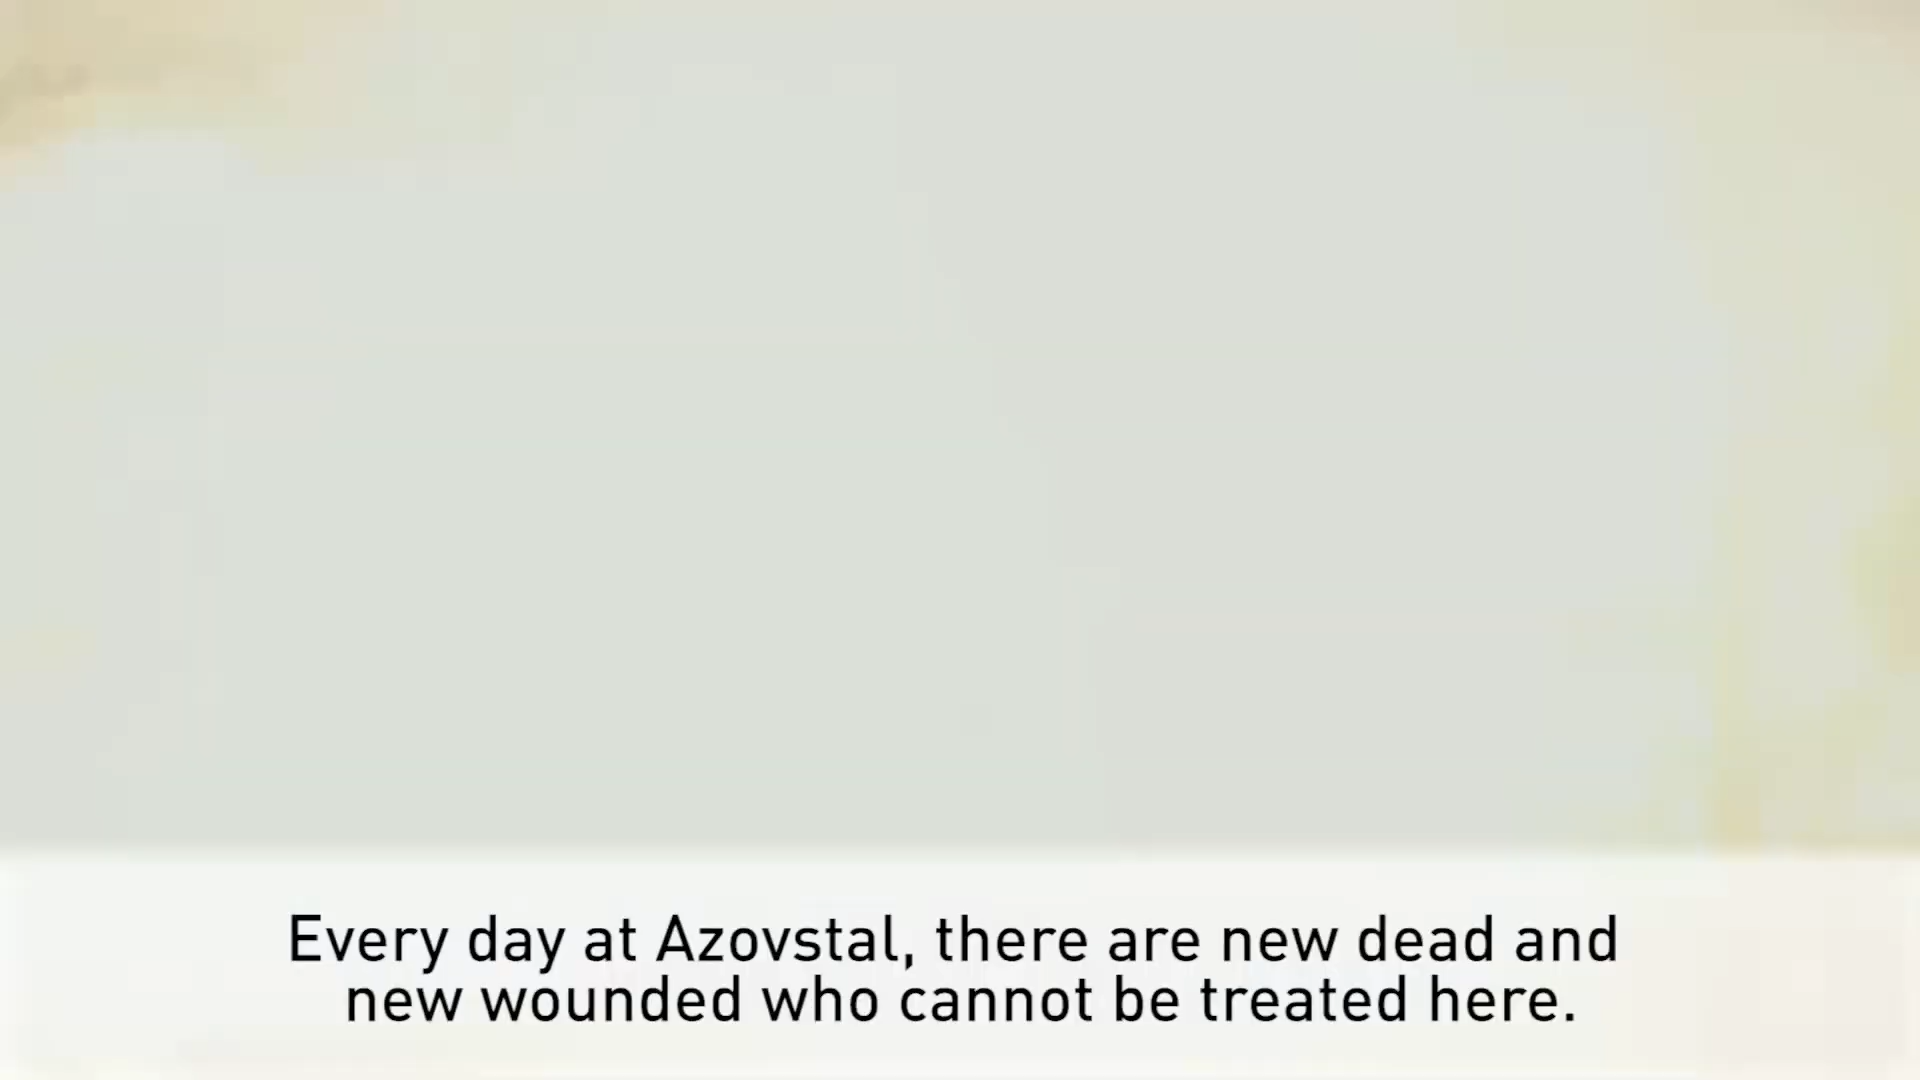 Every day at Azovstal, there are new dead and
new wounded who cannot be treated here.